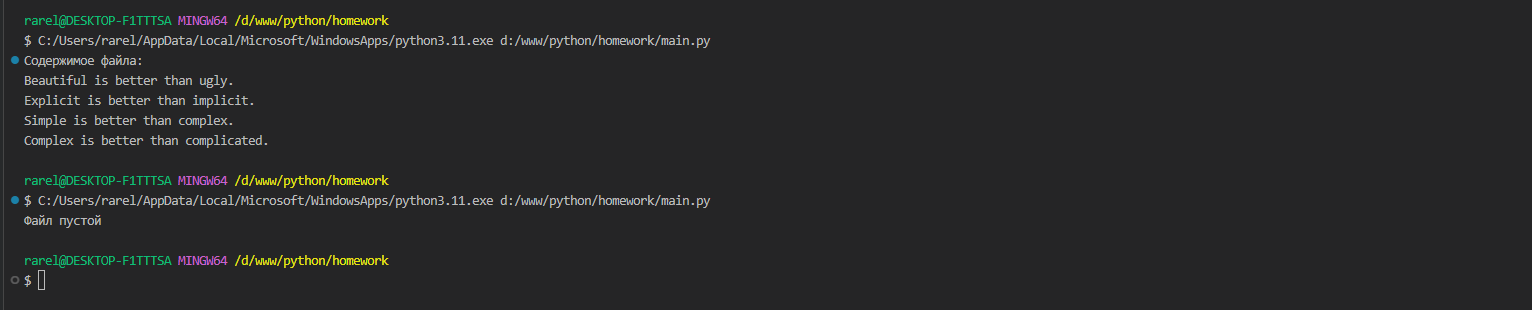 rarel@DESKTOP-F1TTTSA MINGW64 /d/www/python/homework
$ C:/Users/rarel/AppData/Local/Microsoft/WindowsApps/python3.11.exe d:/www/python/homework/main.py
Содержимое файла:
Beautiful is better than ugly.
Explicit is better than implicit.
Simple is better than complex.
Complex is better than complicated.
rarel@DESKTOP-F1TTTSA MINGW64 /d/www/python/homework
$ C:/Users/rarel/AppData/Local/Microsoft/WindowsApps/python3.11.exe d:/www/python/homework/main.py
Файл пустой
rarel@DESKTOP-F1TTTSA MINGW64 /d/www/python/homework
$